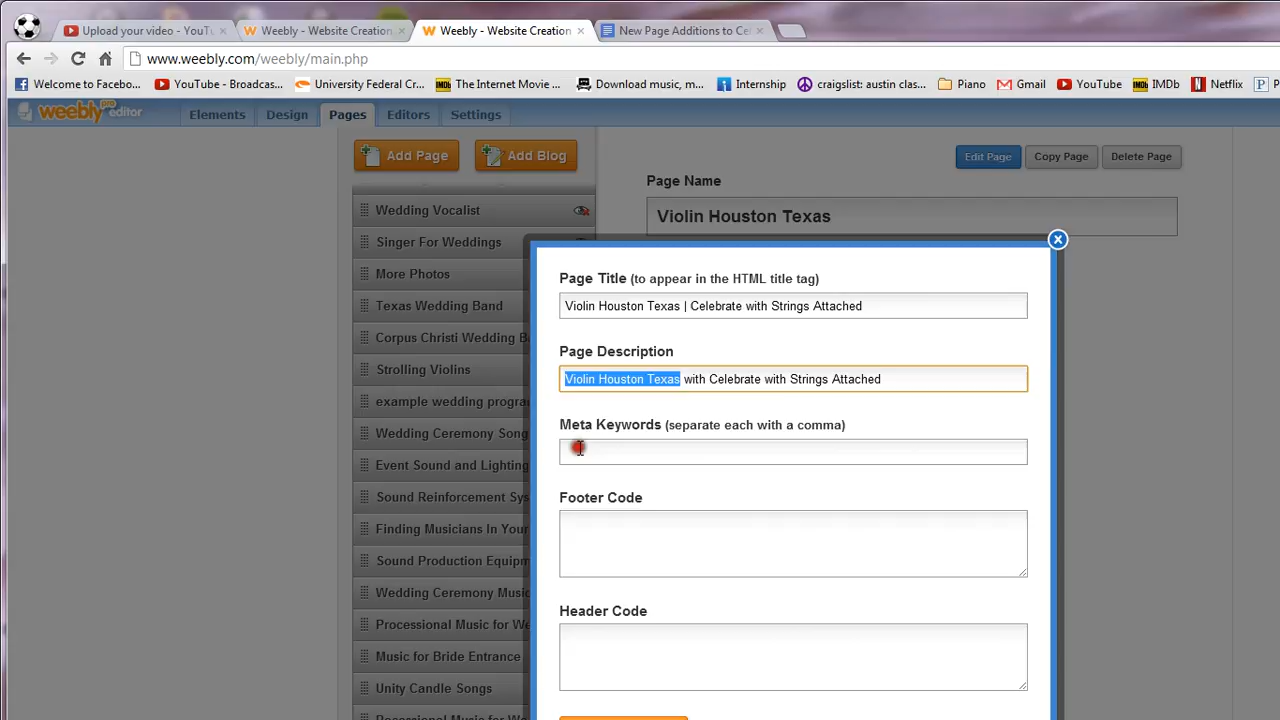 Upload your video - YouT
Weebly - Website Creation
Weebly - Website Creation
New Page Additions to Ce
www.weebly.com/weebly/main.php
Welcome to Facebo...
YouTube - Broadcas...
University Federal Cr...
The Internet Movie ...
Download music, m...
Internship
craigslist: austin clas...
Piano
Gmail
YouTube
IMDb
Netflix
weebly pro editor
Elements
Design
Pages
Editors
Settings
Add Page
Add Blog
Edit Page
Copy Page
Delete Page
Page Name
Violin Houston Texas
Wedding Vocalist
Singer For Weddings
More Photos
Texas Wedding Band
Corpus Christi Wedding B
Strolling Violins
example wedding progra
Wedding Ceremony Song
Event Sound and Lighting
Sound Reinforcement Sys
Finding Musicians In Your
Sound Production Equipm
Wedding Ceremony Music
Processional Music for We
Music for Bride Entrance
Unity Candle Songs
Page Title (to appear in the HTML title tag)
Violin Houston Texas | Celebrate with Strings Attached
Page Description
Violin Houston Texas with Celebrate with Strings Attached
Meta Keywords (separate each with a comma)
Footer Code
Header Code